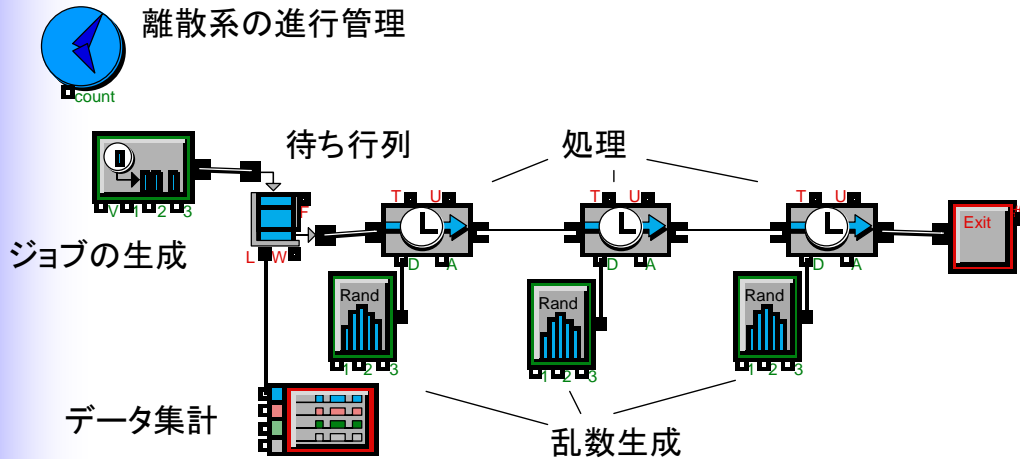 離散系の進行管理
count
待ち行列
処理
V 1 2 3
F
T U
T U
T U
Exit
ジョブの生成
L W
D A
D A
D A
Rand
Rand
Rand
1 2 3
1 2 3
1 2 3
データ集計
乱数生成